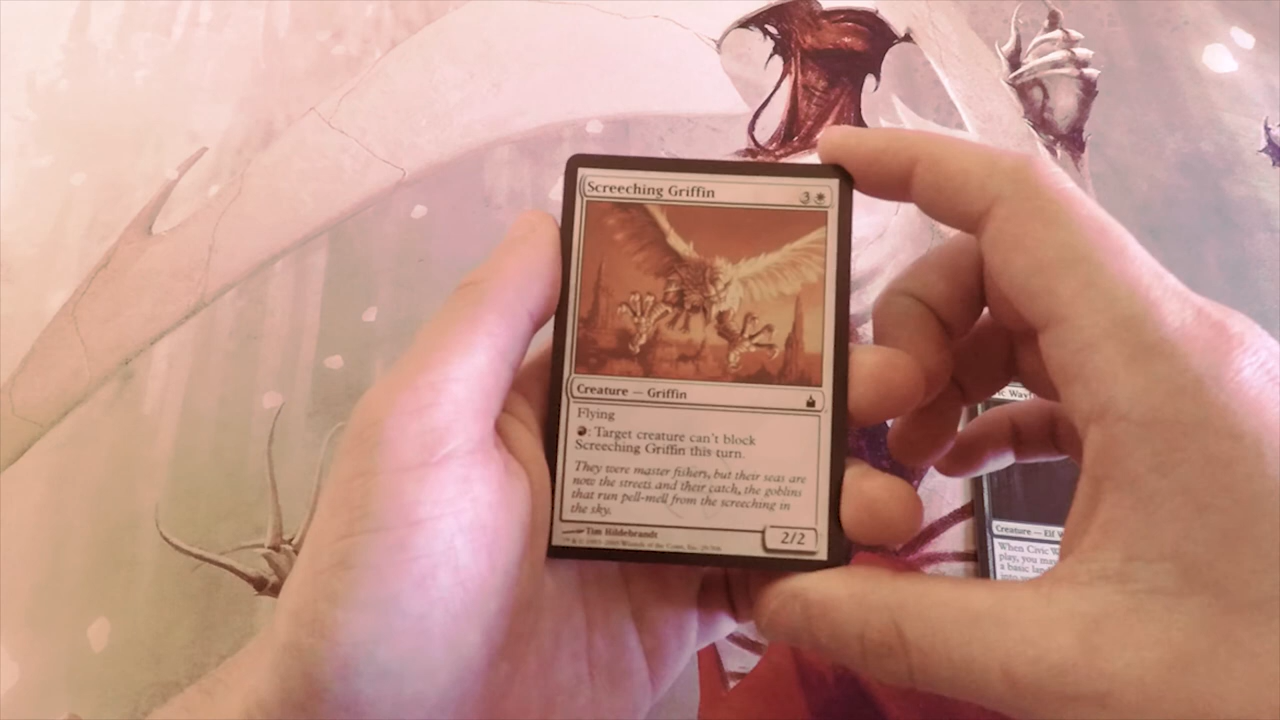 Screeching Griffin 3
Creature — Griffin
Flying
: Target creature can't block
Screeching Griffin this turn.
They were master fishers, but their seas are
now the streets and their catch, the goblins
that run pell-mell from the screeching in
the sky.
Tim Hildebrandt
2/2
Creature — Elf
When Civic
play, you may
a basic